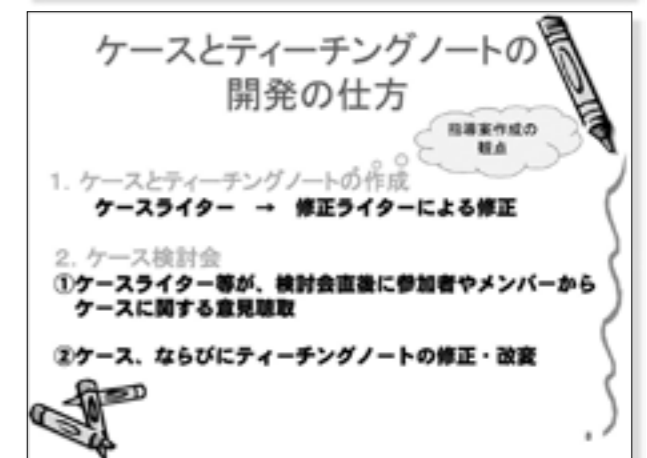 ケースとティーチングノートの
開発の仕方
指導案作成の
観点
1. ケースとティーチングノートの作成
ケースライター → 修正ライターによる修正
2. ケース検討会
①ケースライター等が、検討会直後に参加者やメンバーから
ケースに関する意見聴取
②ケース、ならびにティーチングノートの修正・改変